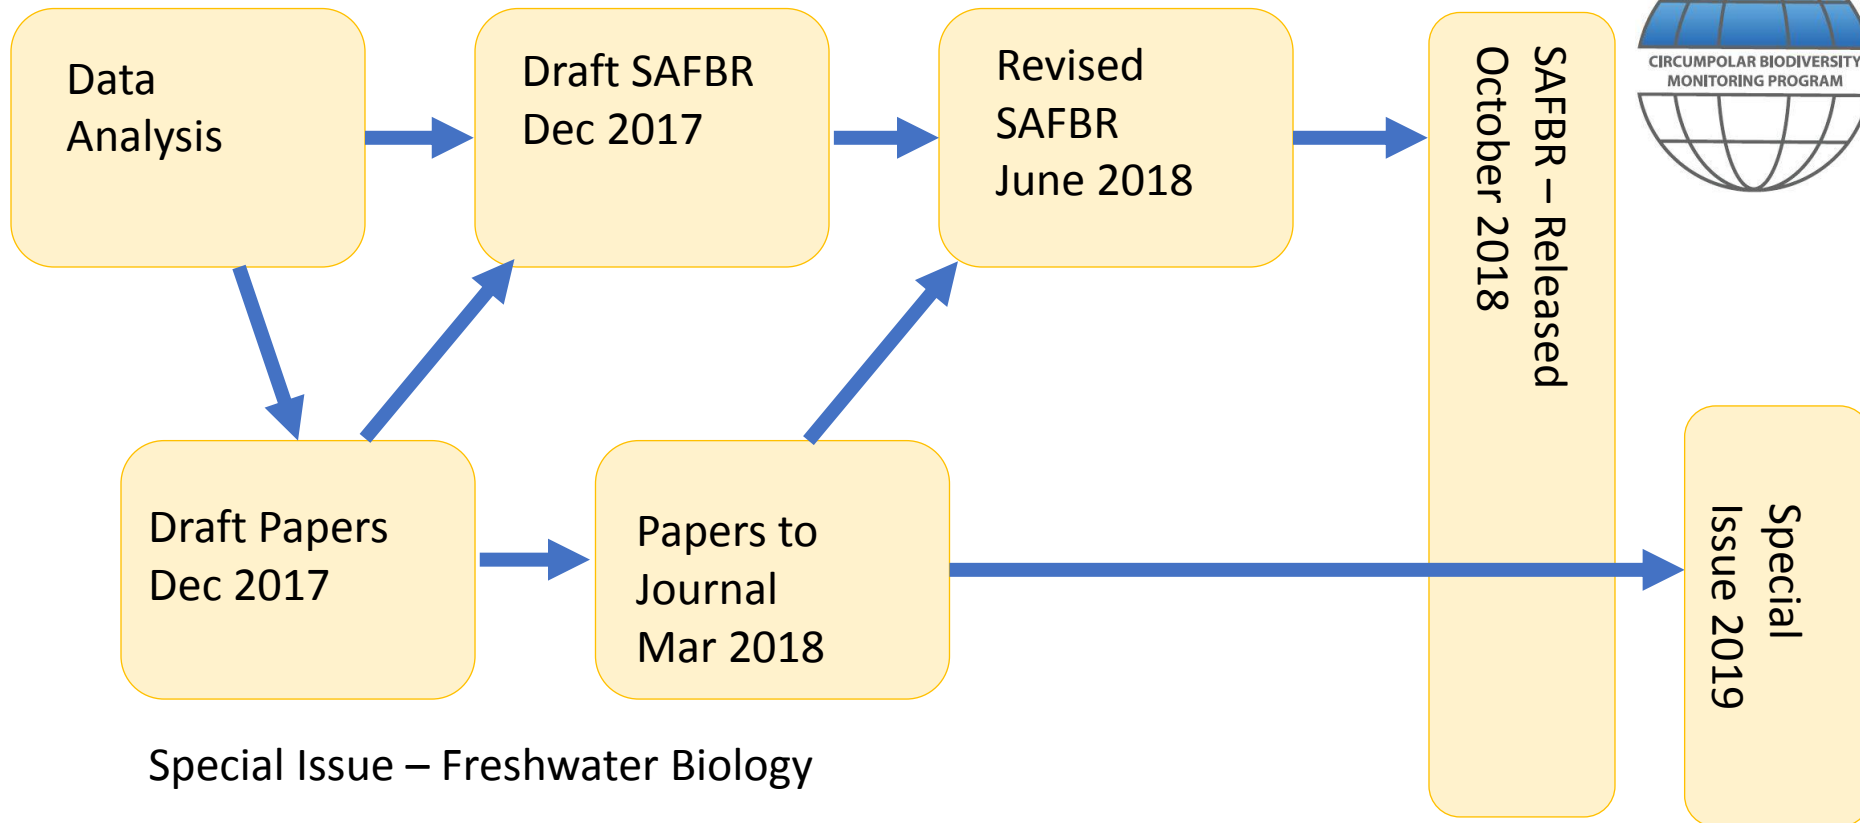 Data
Analysis
Draft SAFBR
Dec 2017
Revised
SAFBR
June 2018
SAFBR – Released
October 2018
CIRCUMPOLAR BIODIVERSITY
MONITORING PROGRAM
Draft Papers
Dec 2017
Papers to
Journal
Mar 2018
Special
Issue 2019
Special Issue – Freshwater Biology